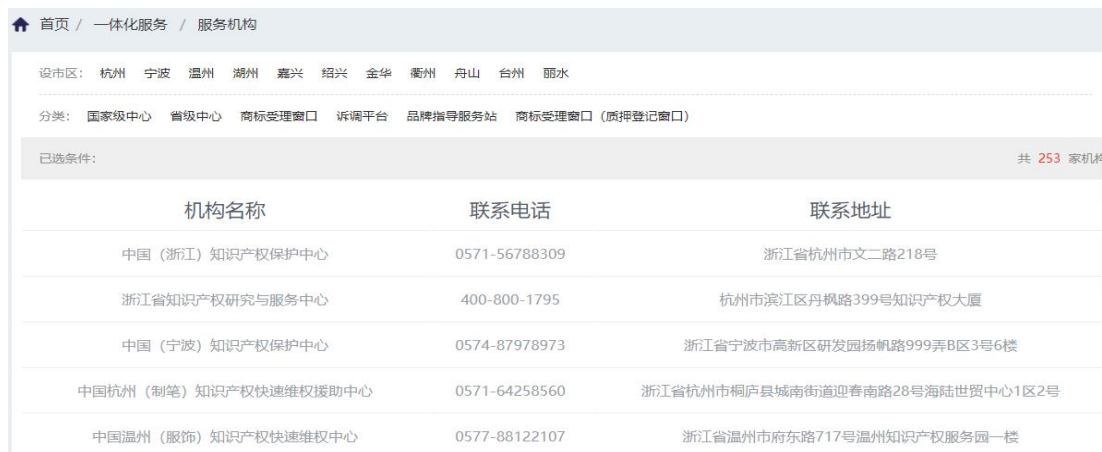 首页 / 一体化服务 / 服务机构
设市区: 杭州 宁波 温州 湖州 嘉兴 绍兴 金华 衢州 舟山 台州 丽水
分类: 国家级中心 省级中心 商标受理窗口 诉调平台 品牌指导服务站 商标受理窗口（质押登记窗口）
已选条件: 共 253 家机构
机构名称 联系电话 联系地址
中国（浙江）知识产权保护中心 0571-56788309 浙江省杭州市文二路218号
浙江省知识产权研究与服务中心 400-800-1795 杭州市滨江区丹枫路399号知识产权大厦
中国（宁波）知识产权保护中心 0574-87978973 浙江省宁波市高新区研发园扬帆路999弄B区3号6楼
中国杭州（制笔）知识产权快速维权援助中心 0571-64258560 浙江省杭州市桐庐县城南街道迎春南路28号海陆世贸中心1区2号
中国温州（服饰）知识产权快速维权中心 0577-88122107 浙江省温州市府东路717号温州知识产权服务园一楼